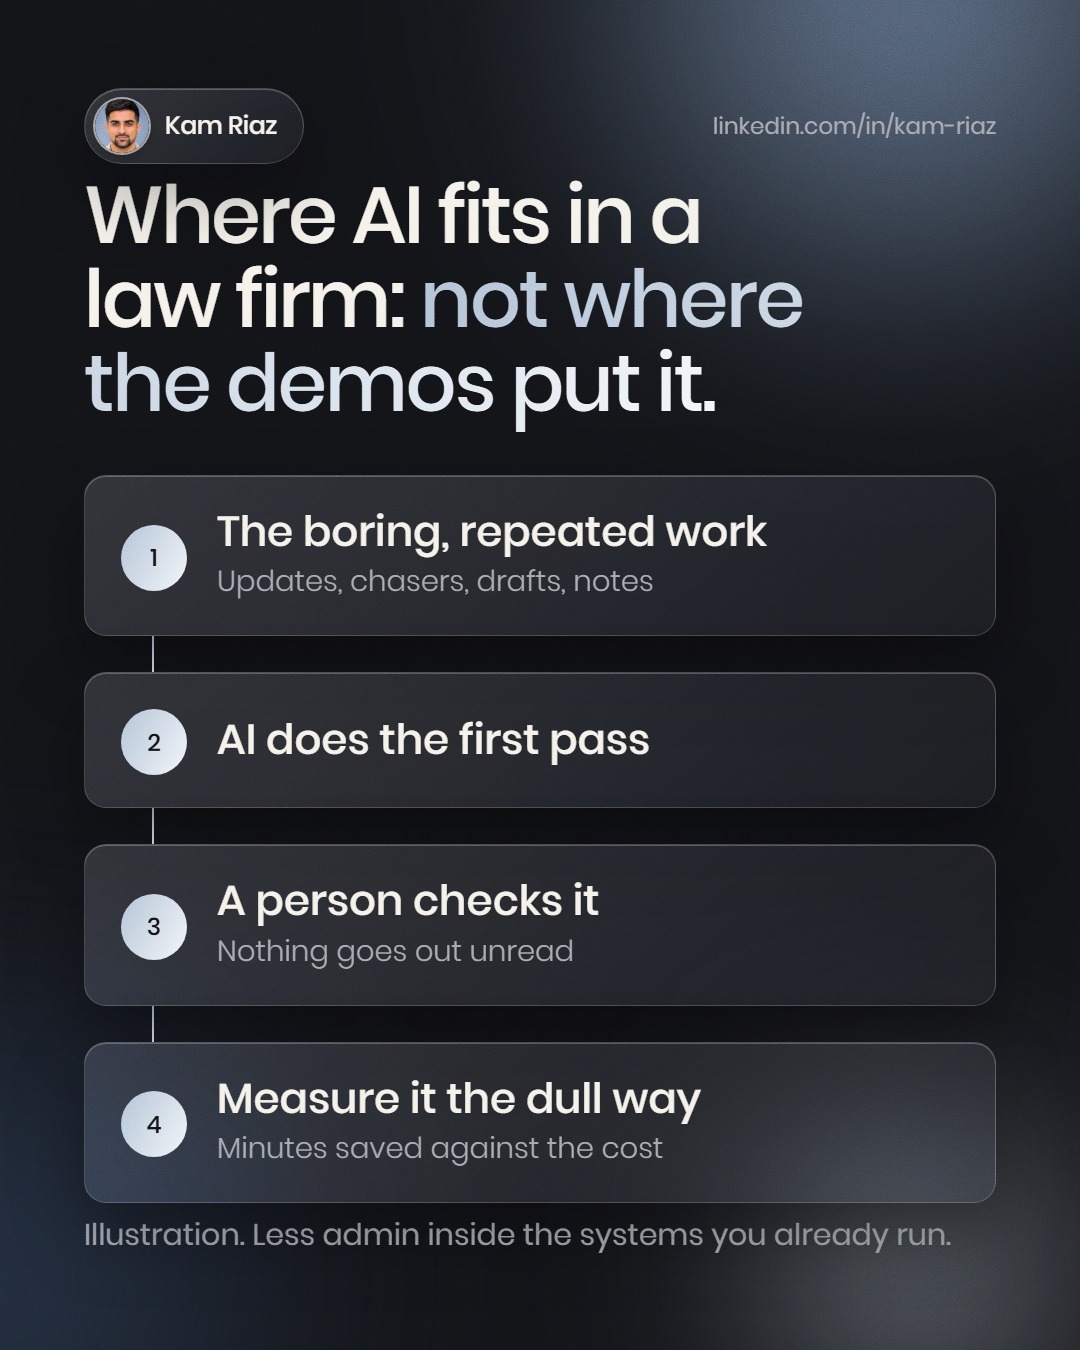 Kam Riaz
linkedin.com/in/kam-riaz
Where AI fits in a
law firm: not where
the demos put it.
1
The boring, repeated work
Updates, chasers, drafts, notes
2
AI does the first pass
3
A person checks it
Nothing goes out unread
4
Measure it the dull way
Minutes saved against the cost
Illustration. Less admin inside the systems you already run.